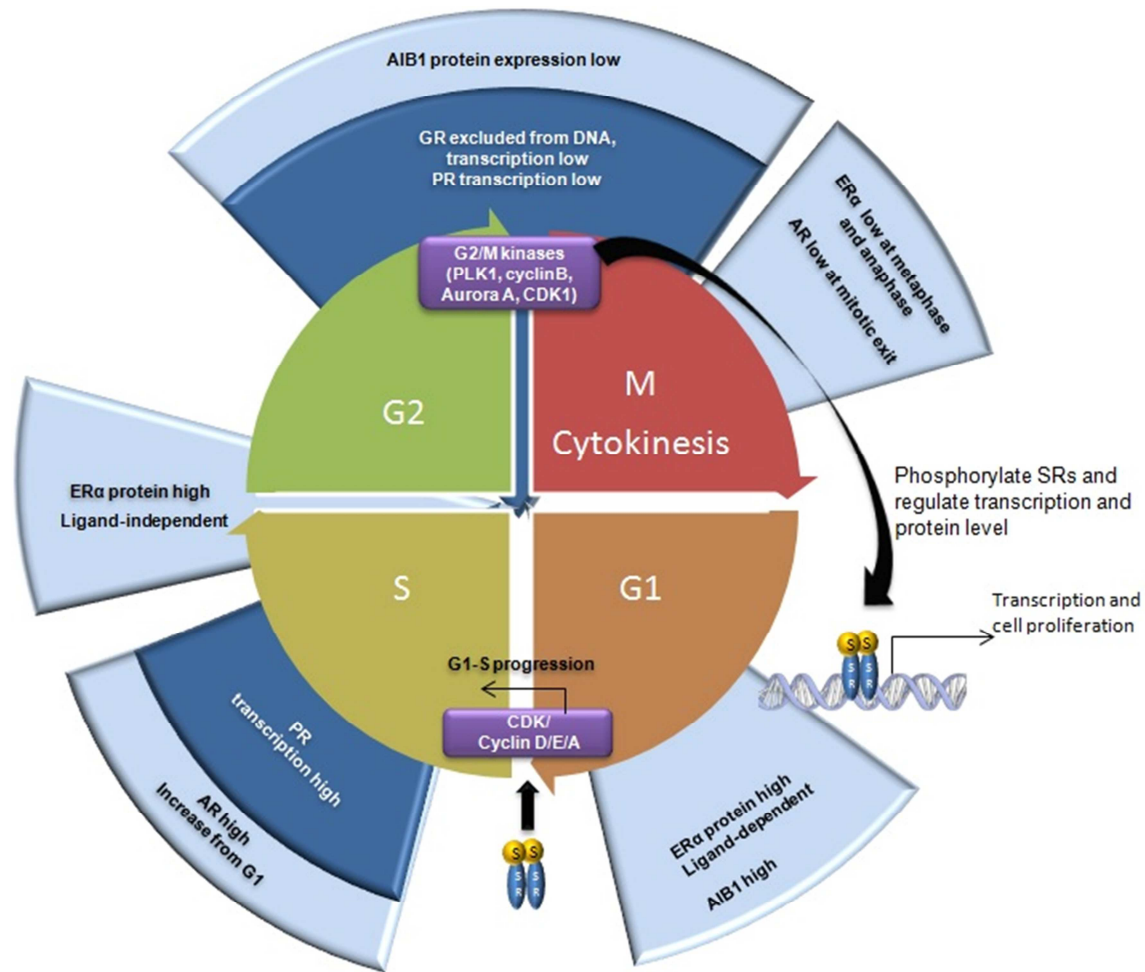 AIB1 protein expression low
GR excluded from DNA,
transcription low
PR transcription low
ERα low at metaphase
and anaphase
AR low at mitotic exit
G2/M kinases
(PLK1, cyclinB,
Aurora A, CDK1)
G2
M
Cytokinesis
ERα protein high
Ligand-independent
Phosphorylate SRs and
regulate transcription and
protein level
S
G1
Transcription and
cell proliferation
S S
S R
S R
G1-S progression
CDK/
Cyclin D/E/A
PR
transcription high
AR high
Increase from G1
ERα protein high
Ligand-dependent
AIB1 high
S S
S R
S R